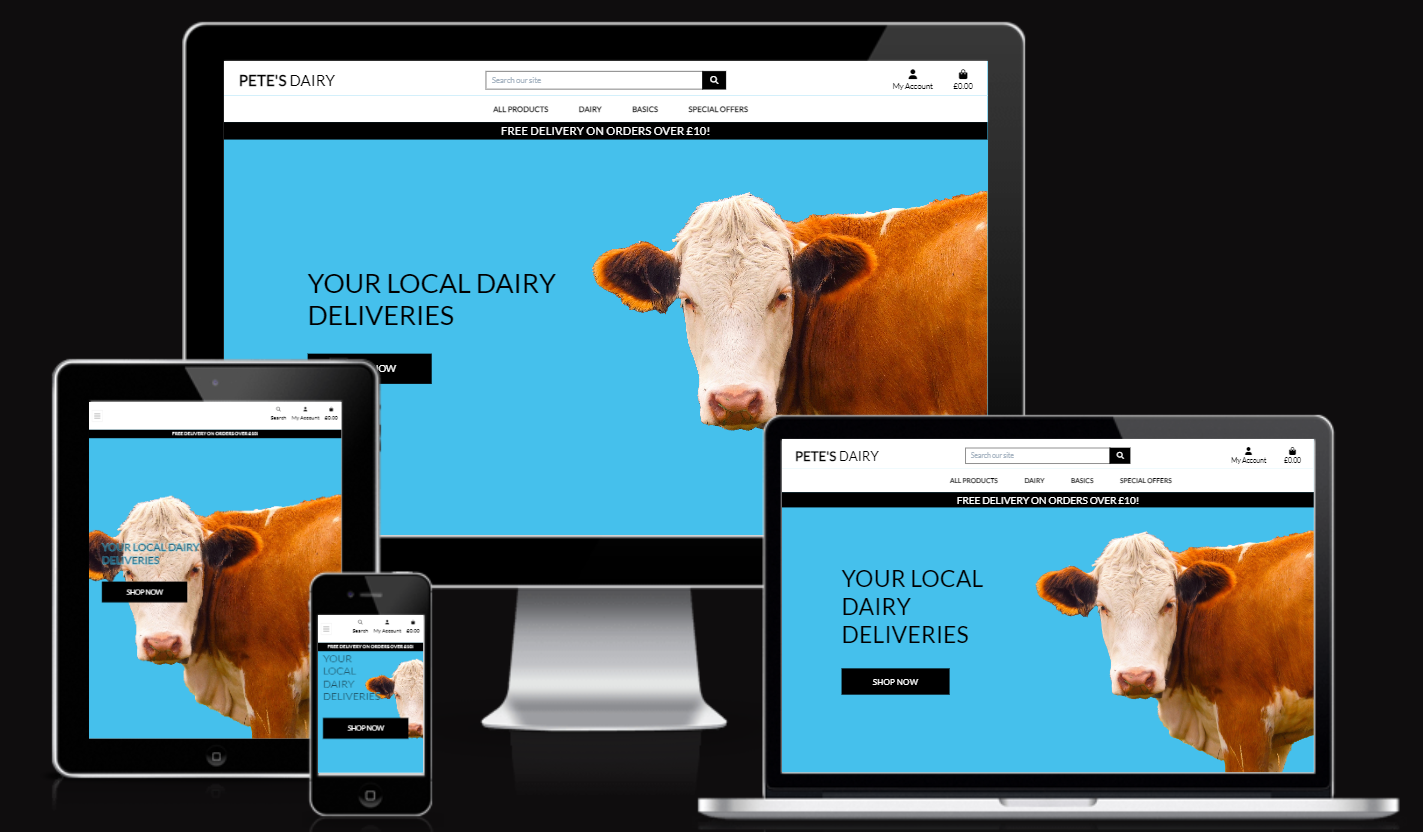 PETE'S DAIRY
Search our site
My Account
£0.00
ALL PRODUCTS DAIRY BASICS SPECIAL OFFERS
FREE DELIVERY ON ORDERS OVER £10!
YOUR LOCAL DAIRY
DELIVERIES
NOW
Search My Account £0.00
FREE DELIVERY ON ORDERS OVER £10!
YOUR LOCAL DAIRY
DELIVERIES
SHOP NOW
Search My Account £0.00
FREE DELIVERY ON ORDERS OVER £10!
YOUR
LOCAL
DAIRY
DELIVERIES
SHOP NOW
PETE'S DAIRY
Search our site
My Account
£0.00
ALL PRODUCTS DAIRY BASICS SPECIAL OFFERS
FREE DELIVERY ON ORDERS OVER £10!
YOUR LOCAL
DAIRY
DELIVERIES
SHOP NOW